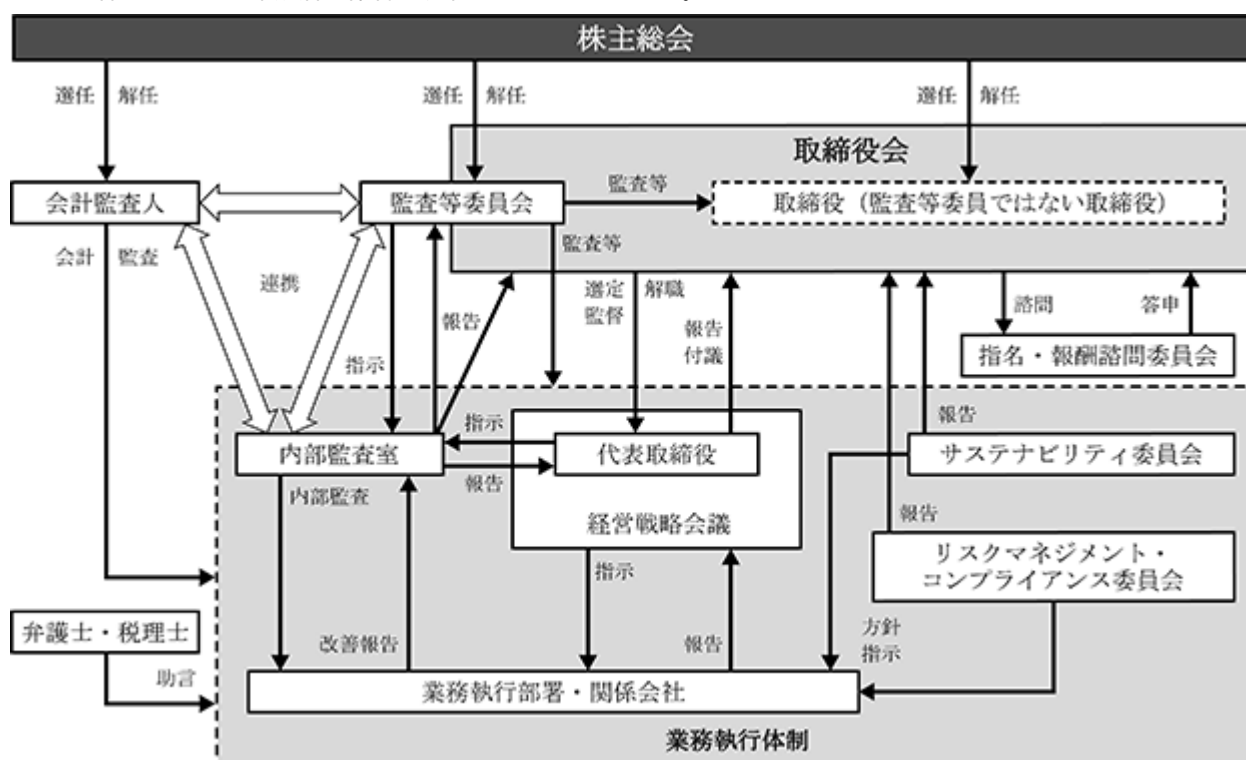 株主総会
選任 解任
選任 解任
選任 解任
取締役会
会計監査人
監査等委員会
監査等
取締役（監査等委員ではない取締役）
会計 監査
連携
監査等
報告
指示
選定 解職
監督
報告
付議
諮問
答申
指名・報酬諮問委員会
内部監査室
指示
報告
代表取締役
経営戦略会議
報告
サステナビリティ委員会
内部監査
報告
リスクマネジメント・
コンプライアンス委員会
指示
弁護士・税理士
助言
改善報告
報告
方針
指示
業務執行部署・関係会社
業務執行体制